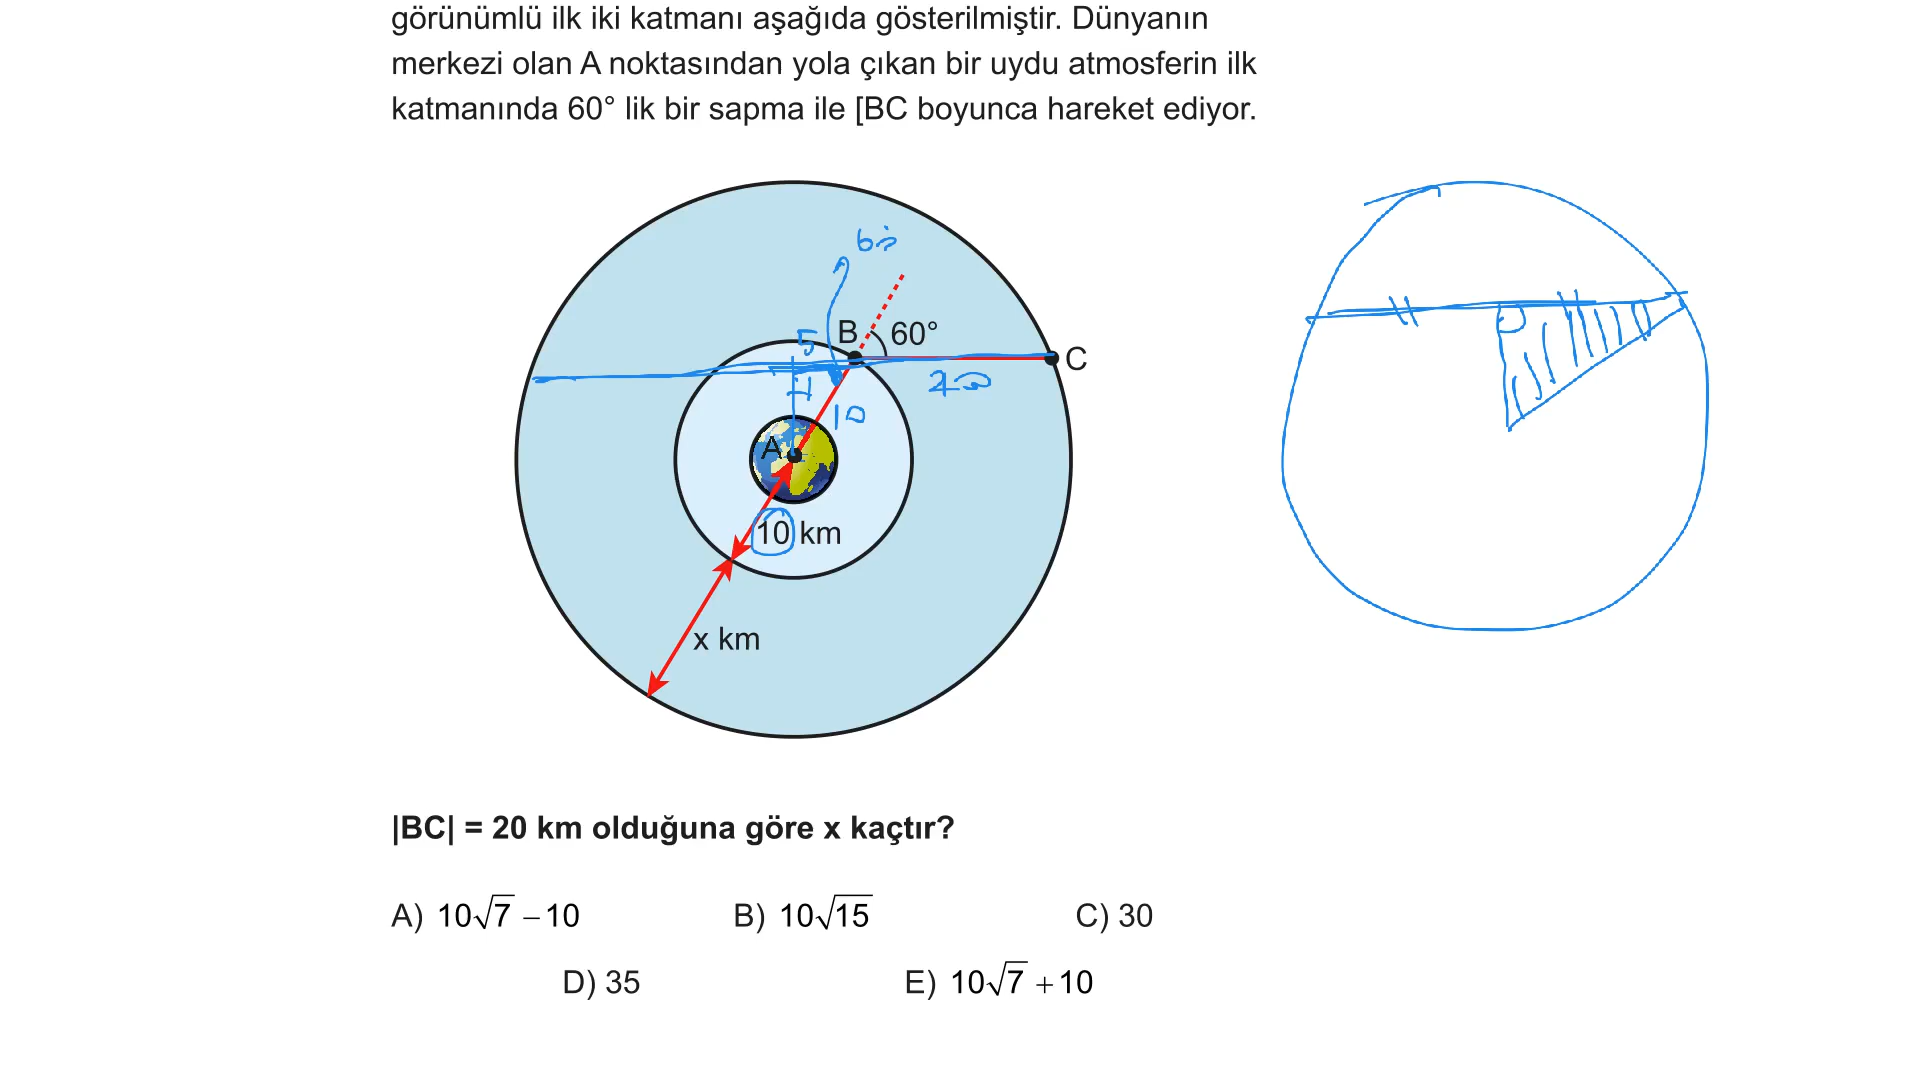 görünümlü ilk iki katmanı aşağıda gösterilmiştir. Dünyanın
merkezi olan A noktasından yola çıkan bir uydu atmosferin ilk
katmanında 60° lik bir sapma ile [BC boyunca hareket ediyor.
60
5
B
60°
C
20
H
10
A
10 km
x km
|BC| = 20 km olduğuna göre x kaçtır?
A) 10√7 – 10 B) 10√15 C) 30
D) 35 E) 10√7 + 10